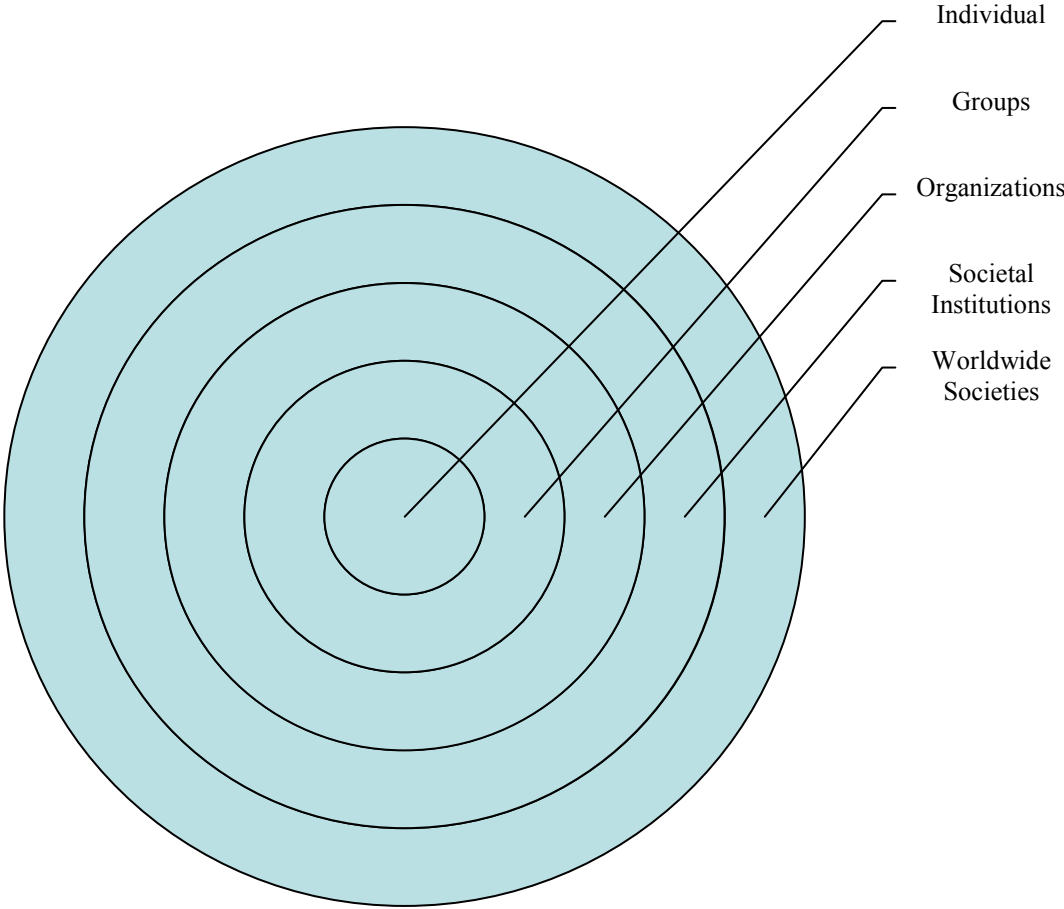 Individual
Groups
Organizations
Societal
Institutions
Worldwide
Societies